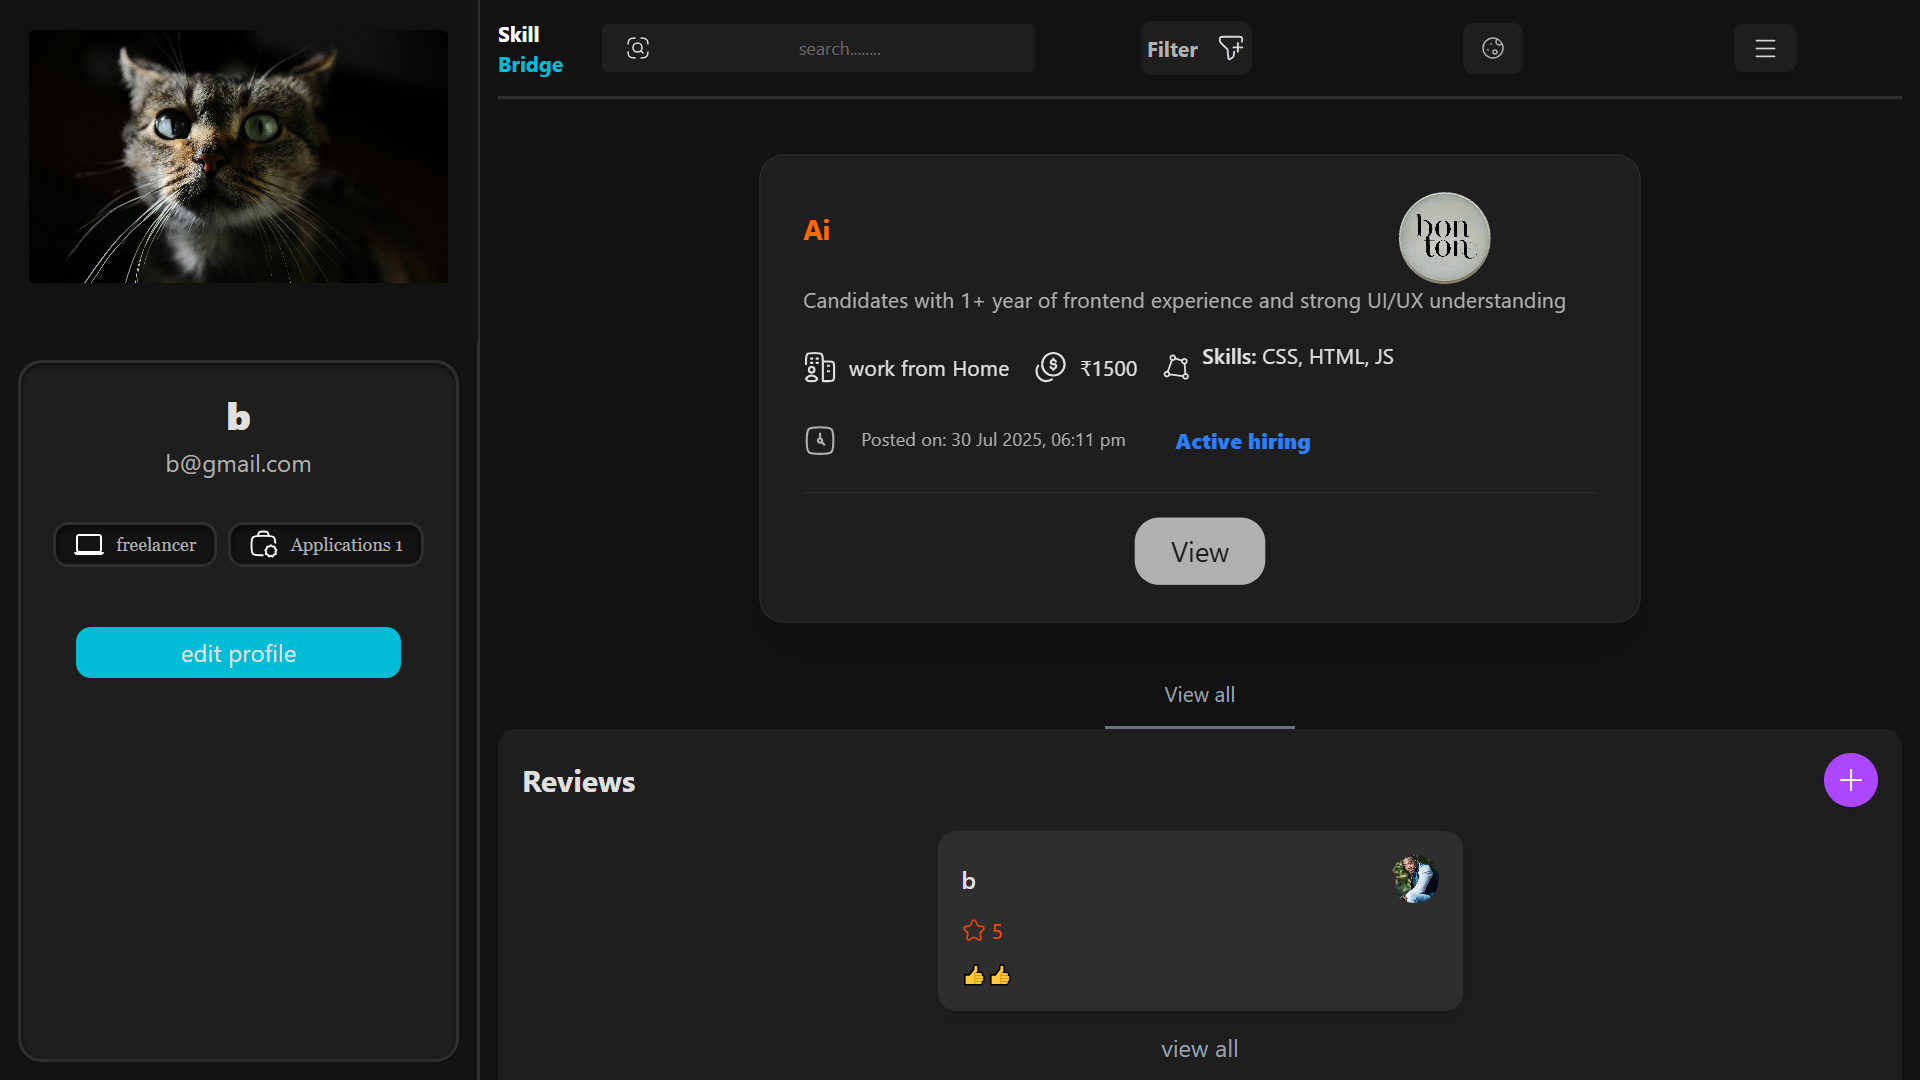 Skill
Bridge
search........
Filter
b
b@gmail.com
freelancer
Applications 1
edit profile
Ai
bon
ton
Candidates with 1+ year of frontend experience and strong UI/UX understanding
work from Home
₹1500
Skills: CSS, HTML, JS
Posted on: 30 Jul 2025, 06:11 pm
Active hiring
View
View all
Reviews
b
5
👍👍
view all